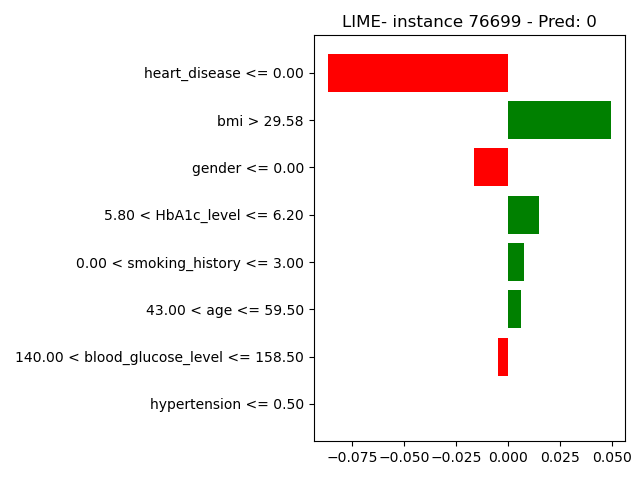 LIME- instance 76699 - Pred: 0
heart_disease <= 0.00
bmi > 29.58
gender <= 0.00
5.80 < HbA1c_level <= 6.20
0.00 < smoking_history <= 3.00
43.00 < age <= 59.50
140.00 < blood_glucose_level <= 158.50
hypertension <= 0.50
−0.075 −0.050 −0.025 0.000 0.025 0.050